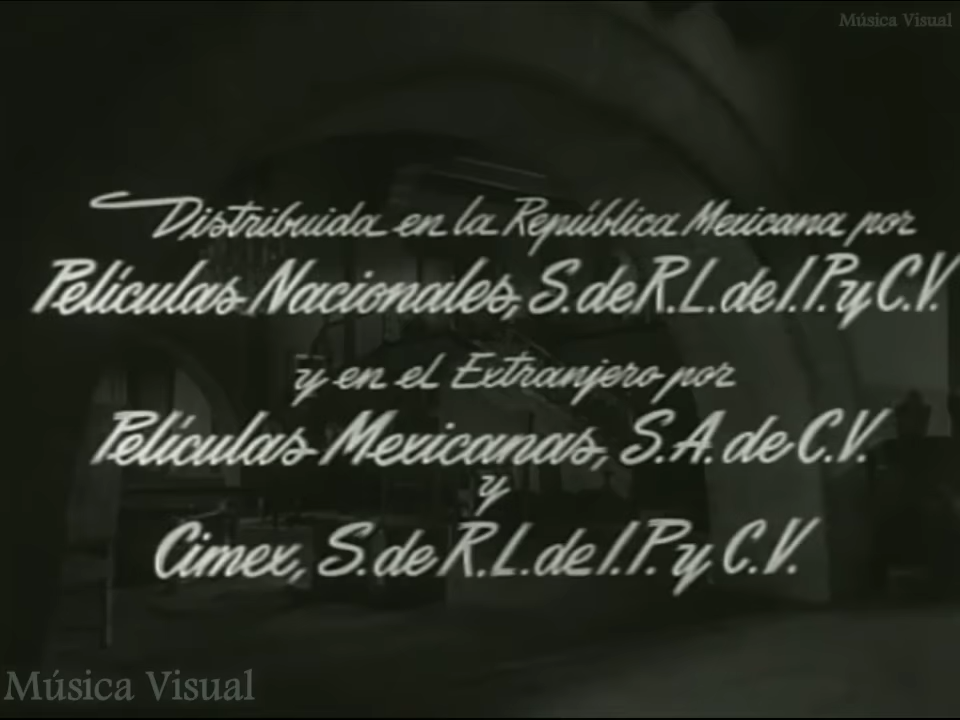 Música Visual
Distribuida en la República Mexicana por
Películas Nacionales, S. de R. L. de I. P. y C. V.
y en el Extranjero por
Películas Mexicanas, S. A. de C. V.
y
Cimex, S. de R. L. de I. P. y C. V.
Música Visual